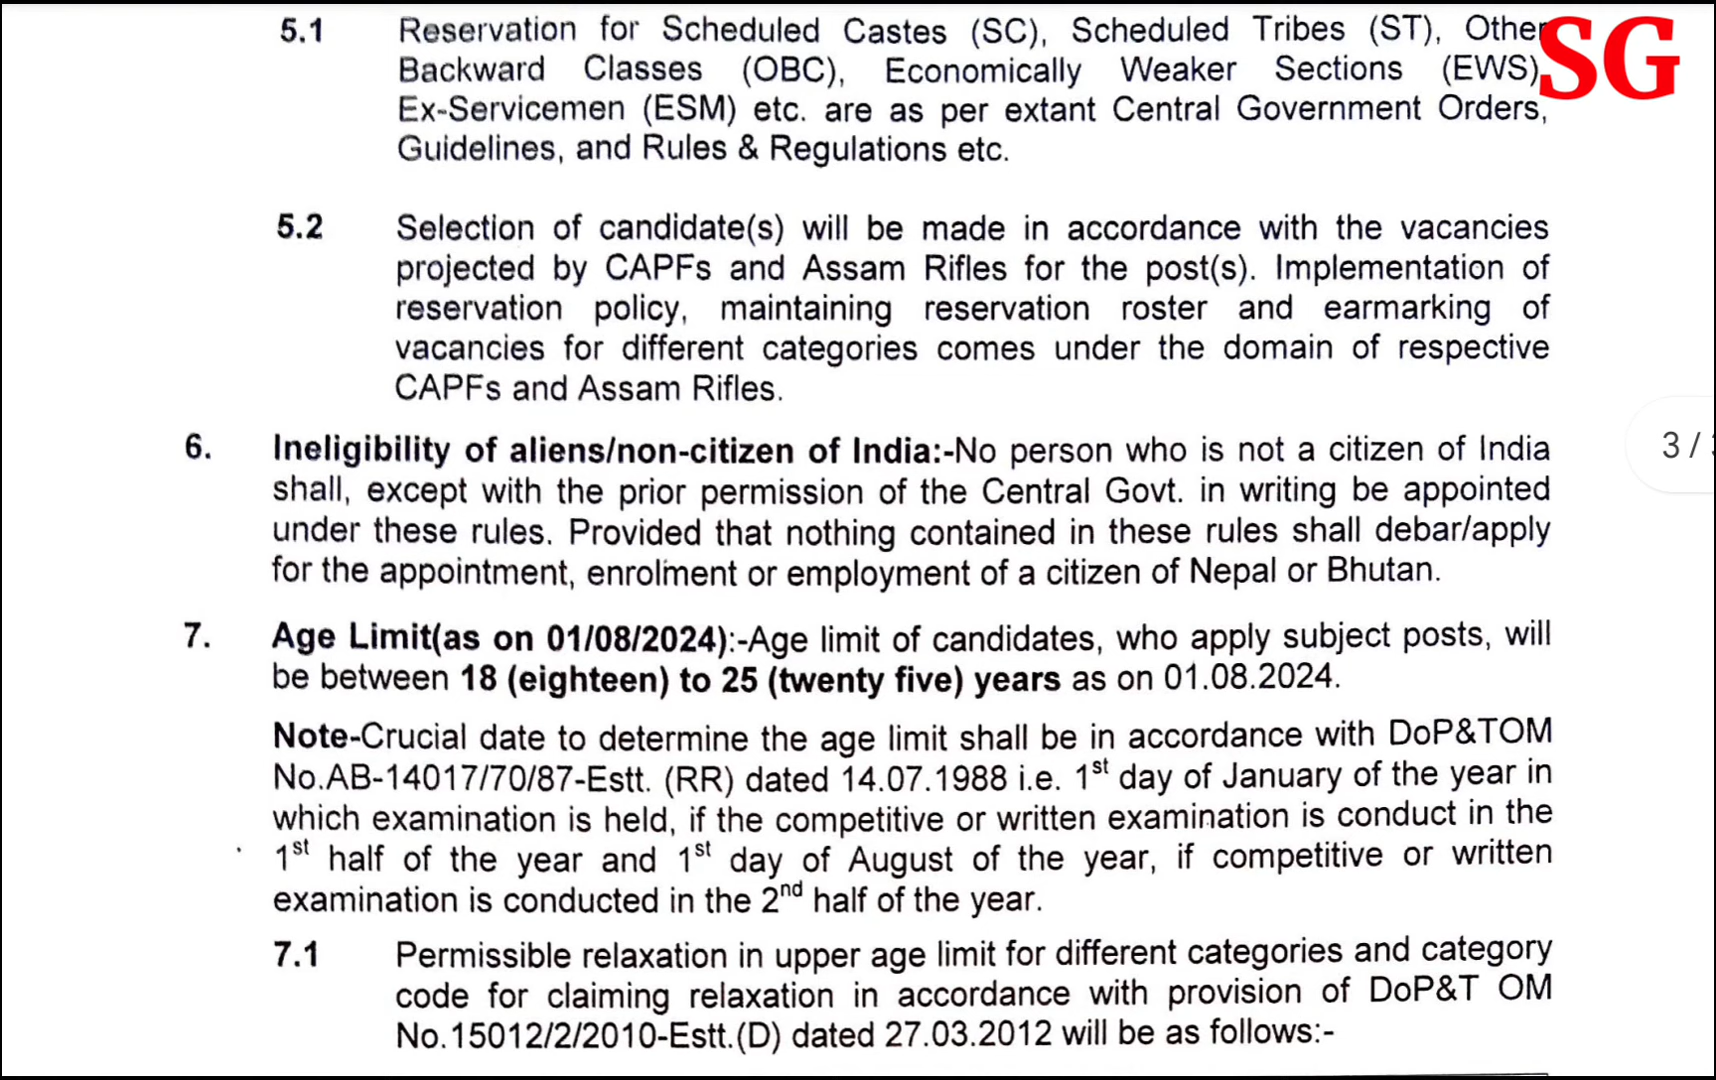 5.1 Reservation for Scheduled Castes (SC), Scheduled Tribes (ST), Other
Backward Classes (OBC), Economically Weaker Sections (EWS),
Ex-Servicemen (ESM) etc. are as per extant Central Government Orders,
Guidelines, and Rules & Regulations etc.
SG
5.2 Selection of candidate(s) will be made in accordance with the vacancies
projected by CAPFs and Assam Rifles for the post(s). Implementation of
reservation policy, maintaining reservation roster and earmarking of
vacancies for different categories comes under the domain of respective
CAPFs and Assam Rifles.
6. Ineligibility of aliens/non-citizen of India:-No person who is not a citizen of India
shall, except with the prior permission of the Central Govt. in writing be appointed
under these rules. Provided that nothing contained in these rules shall debar/apply
for the appointment, enrolment or employment of a citizen of Nepal or Bhutan.
3 /
7. Age Limit(as on 01/08/2024):-Age limit of candidates, who apply subject posts, will
be between 18 (eighteen) to 25 (twenty five) years as on 01.08.2024.
Note-Crucial date to determine the age limit shall be in accordance with DoP&TOM
No.AB-14017/70/87-Estt. (RR) dated 14.07.1988 i.e. 1st day of January of the year in
which examination is held, if the competitive or written examination is conduct in the
1st half of the year and 1st day of August of the year, if competitive or written
examination is conducted in the 2nd half of the year.
7.1 Permissible relaxation in upper age limit for different categories and category
code for claiming relaxation in accordance with provision of DoP&T OM
No.15012/2/2010-Estt.(D) dated 27.03.2012 will be as follows:-